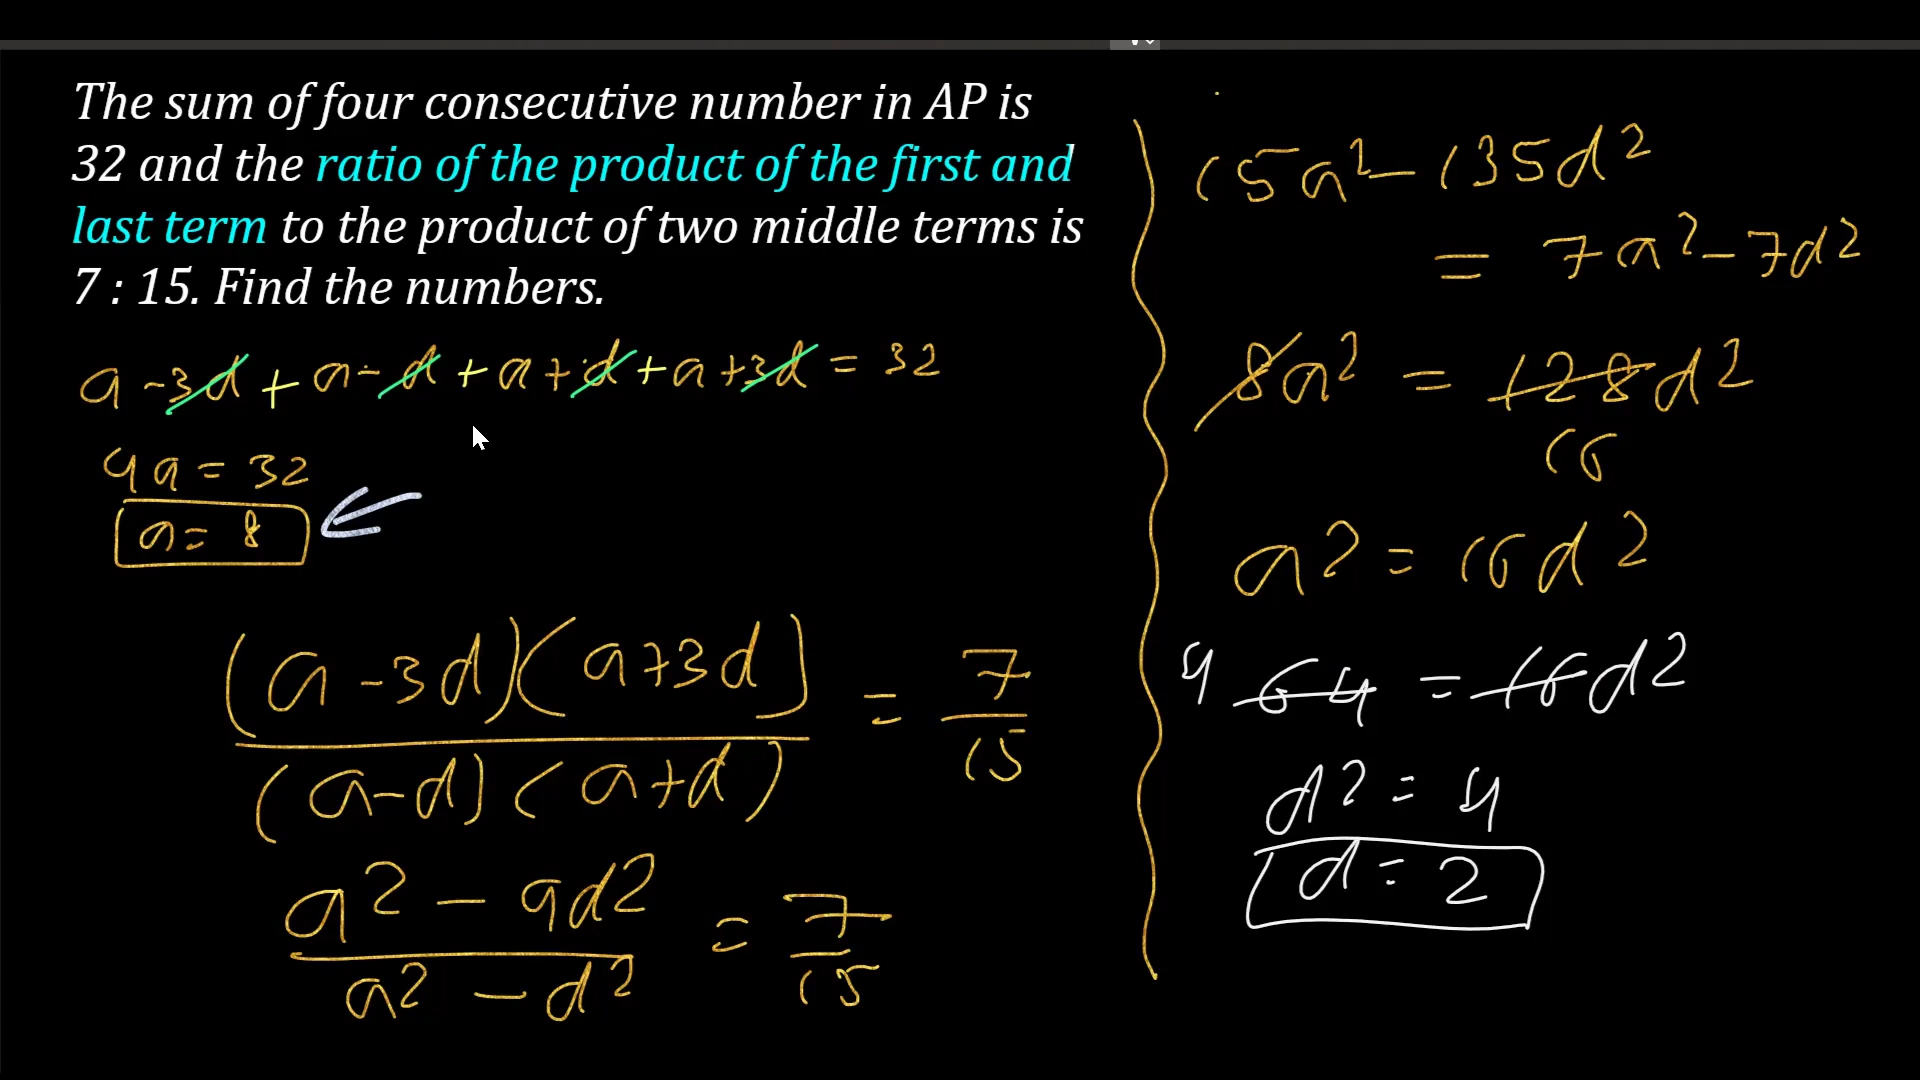 The sum of four consecutive number in AP is
32 and the ratio of the product of the first and
last term to the product of two middle terms is
7 : 15. Find the numbers.
a - 3d + a - d + a + d + a + 3d = 32
4a = 32
a = 8
(a - 3d)(a + 3d) = 7
(a - d)(a + d) 15
a² - 9d² = 7
a² - d² 15
15a² - 135d²
= 7a² - 7d²
8a² = 128d²
16
a² = 16d²
4 64 = 16d²
d² = 4
d = 2